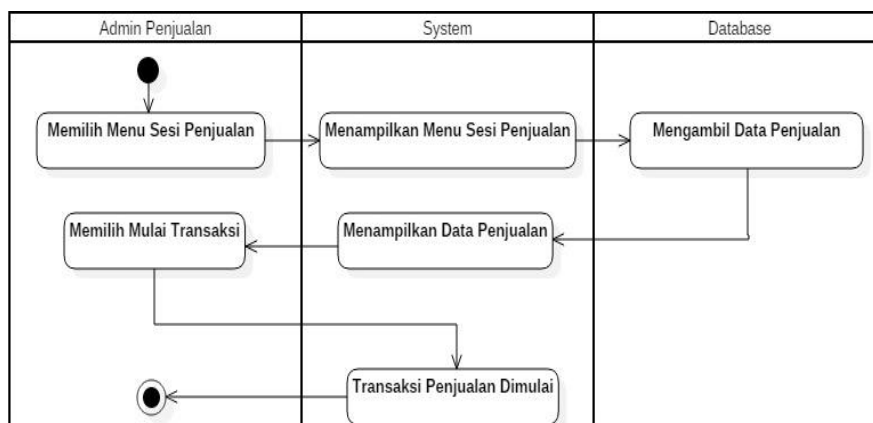 Admin Penjualan
System
Database
Memilih Menu Sesi Penjualan
Menampilkan Menu Sesi Penjualan
Mengambil Data Penjualan
Memilih Mulai Transaksi
Menampilkan Data Penjualan
Transaksi Penjualan Dimulai